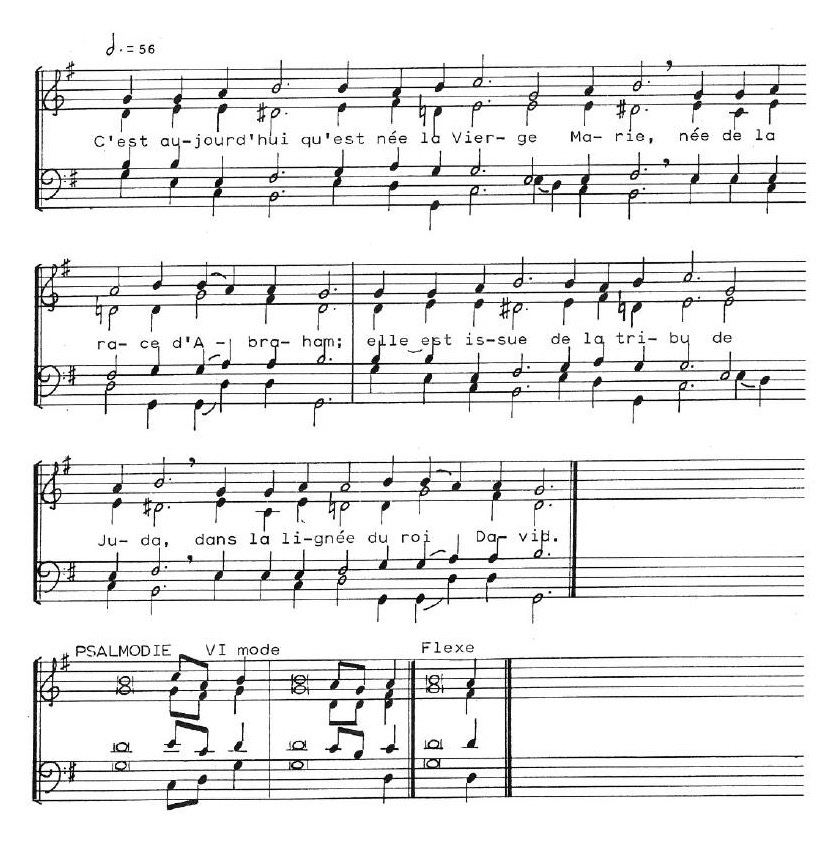 𝅗𝅥. = 56
C'est au-jourd'hui qu'est née la Vier- ge Ma- rie, née de la
ra- ce d'A - bra- ham; elle est is-sue de la tri- bu de
Ju- da, dans la li-gnée du roi Da- vid.
PSALMODIE VI mode Flexe